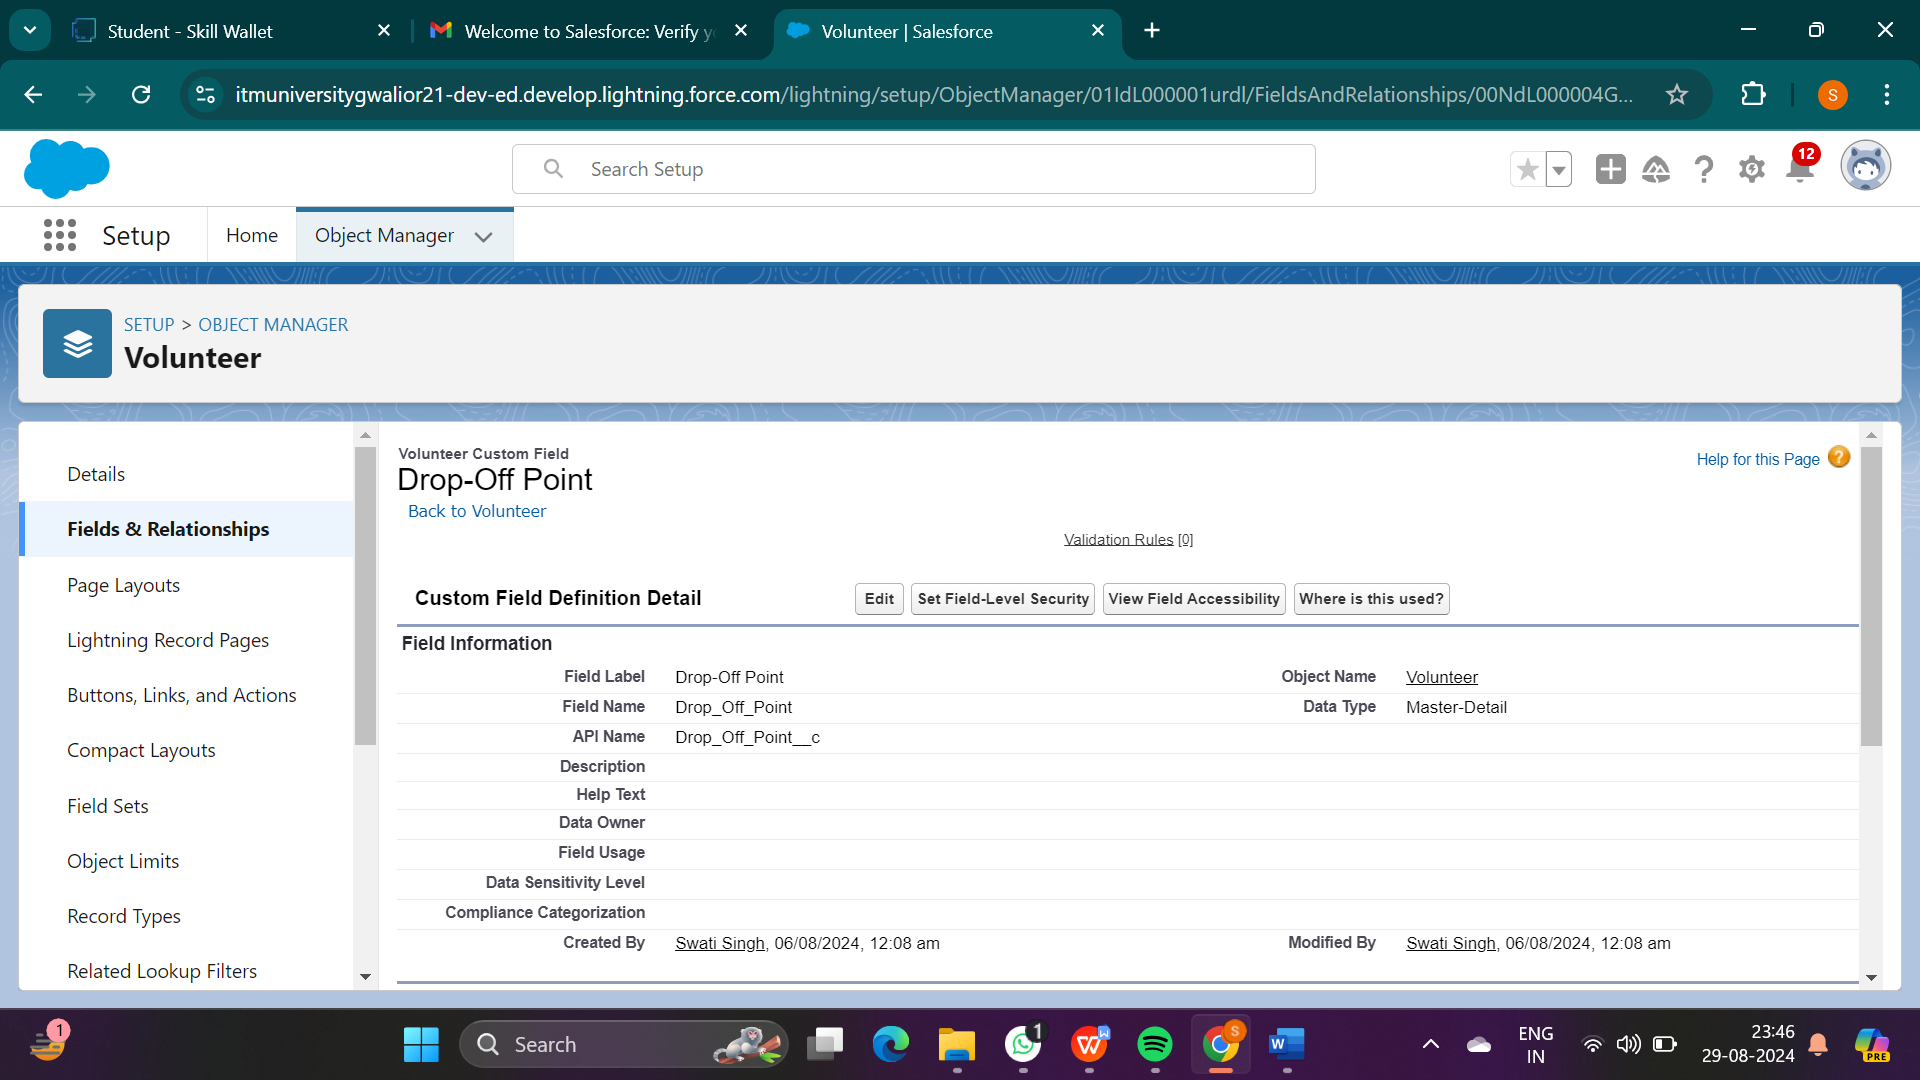 Student - Skill Wallet
Welcome to Salesforce: Verify y
Volunteer | Salesforce
itmuniversitygwalior21-dev-ed.develop.lightning.force.com/lightning/setup/ObjectManager/01IdL000001urdl/FieldsAndRelationships/00NdL000004G...
S
Search Setup
12
Setup
Home
Object Manager
SETUP > OBJECT MANAGER
Volunteer
Details
Fields & Relationships
Page Layouts
Lightning Record Pages
Buttons, Links, and Actions
Compact Layouts
Field Sets
Object Limits
Record Types
Related Lookup Filters
Volunteer Custom Field
Drop-Off Point
Back to Volunteer
Help for this Page ?
Validation Rules [0]
Custom Field Definition Detail
Edit
Set Field-Level Security
View Field Accessibility
Where is this used?
Field Information
Field Label Drop-Off Point Object Name Volunteer
Field Name Drop_Off_Point Data Type Master-Detail
API Name Drop_Off_Point__c
Description
Help Text
Data Owner
Field Usage
Data Sensitivity Level
Compliance Categorization
Created By Swati Singh, 06/08/2024, 12:08 am Modified By Swati Singh, 06/08/2024, 12:08 am
1
Search
1
W
S
W
ENG
IN
23:46
29-08-2024
PRE